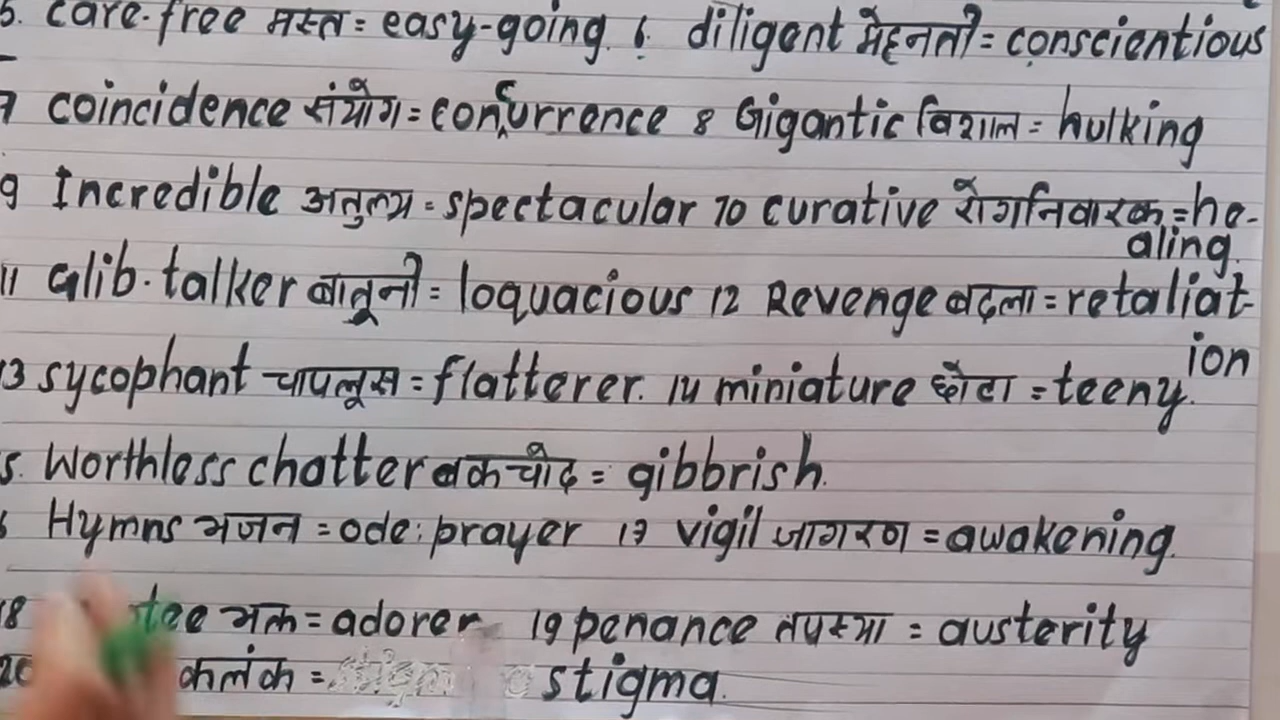 5. care-free मस्त = easy-going. 6. diligent मेहनती = conscientious
7 coincidence संयोग = concurrence 8 Gigantic विशाल = hulking
9 Incredible अतुल्य = spectacular 10 curative रोगनिवारक = he-
aling.
11 Glib-talker बातूनी = loquacious 12 Revenge बदला = retaliat-
ion
13 sycophant चापलूस = flatterer. 14 miniature छोटा = teeny.
5. Worthless chatter बकचोद = gibbrish.
6 Hymns भजन = ode: prayer 17 vigil जागरण = awakening.
18 tee भक्त = adorer 19 penance तपस्या = austerity
20 कलंक = stigma.